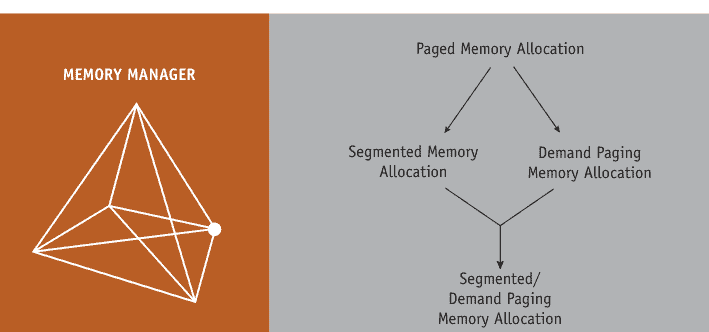 MEMORY MANAGER
Paged Memory Allocation
Segmented Memory
Allocation
Demand Paging
Memory Allocation
Segmented/
Demand Paging
Memory Allocation